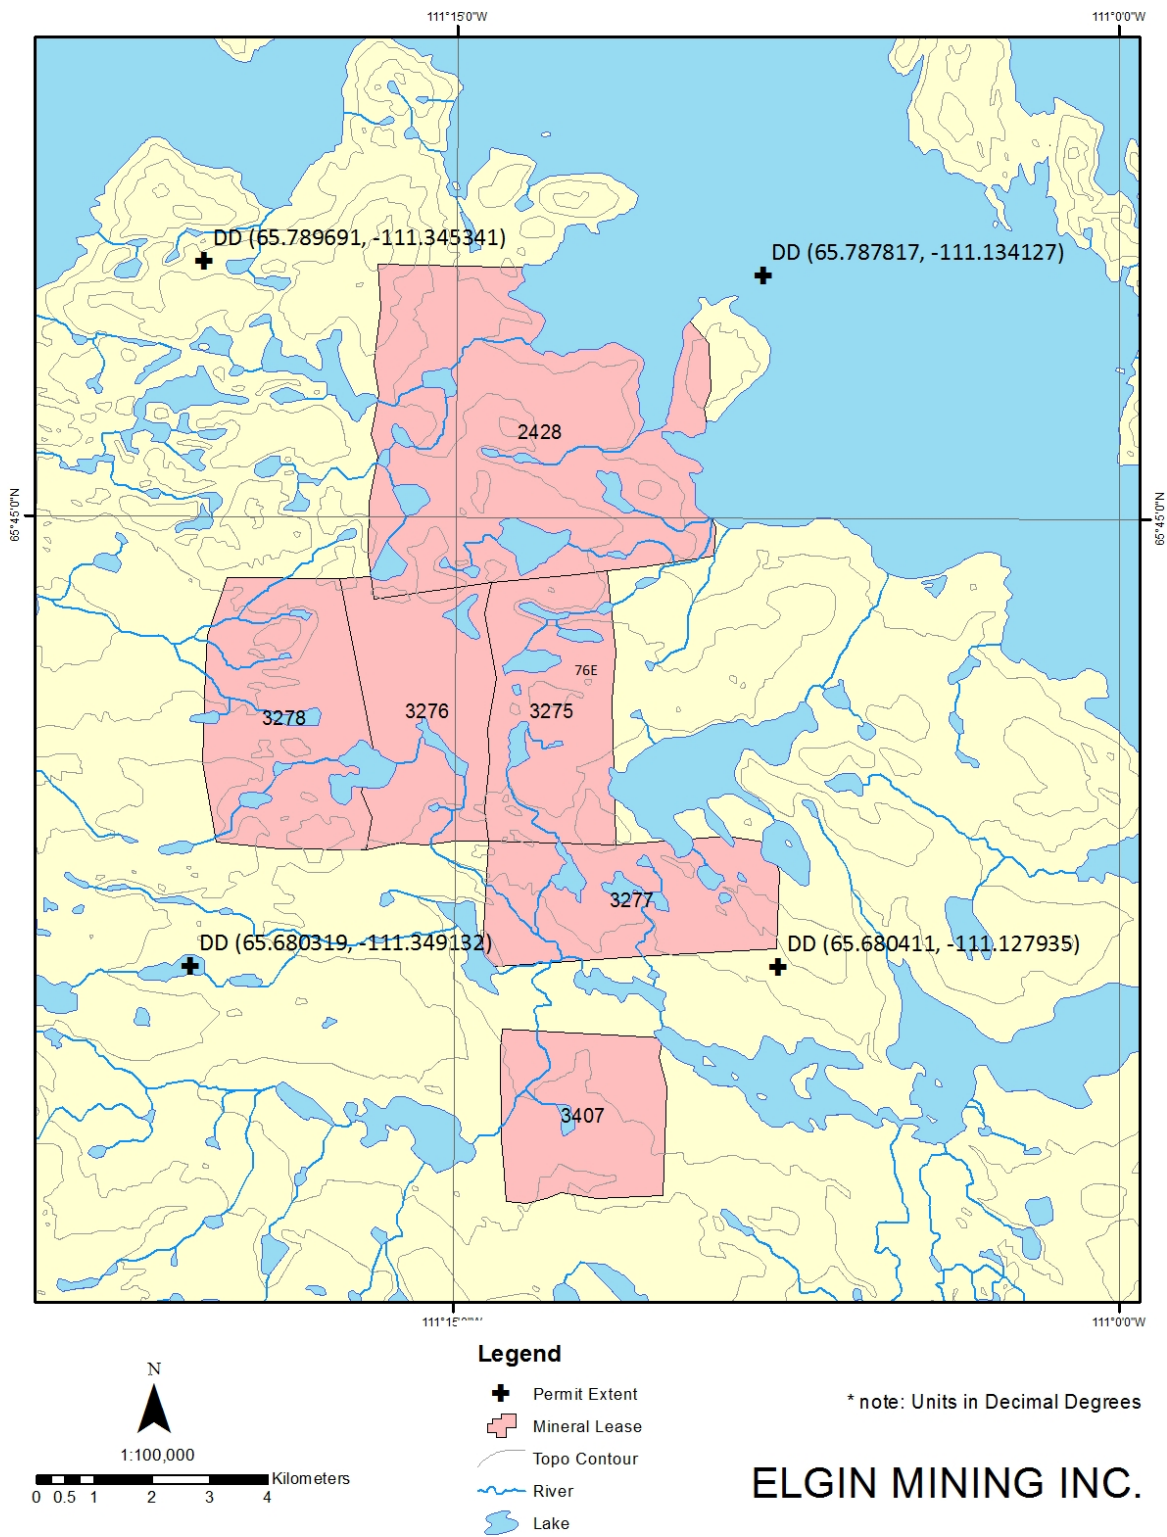 111°15'0"W
111°0'0"W
DD (65.789691, -111.345341)
DD (65.787817, -111.134127)
2428
65°45'0"N
65°45'0"N
76E
3278
3276
3275
3277
DD (65.680319, -111.349132)
DD (65.680411, -111.127935)
3407
111°15'0"W
111°0'0"W
Legend
N
Permit Extent
* note: Units in Decimal Degrees
Mineral Lease
1:100,000
Topo Contour
Kilometers
0 0.5 1 2 3 4
River
ELGIN MINING INC.
Lake